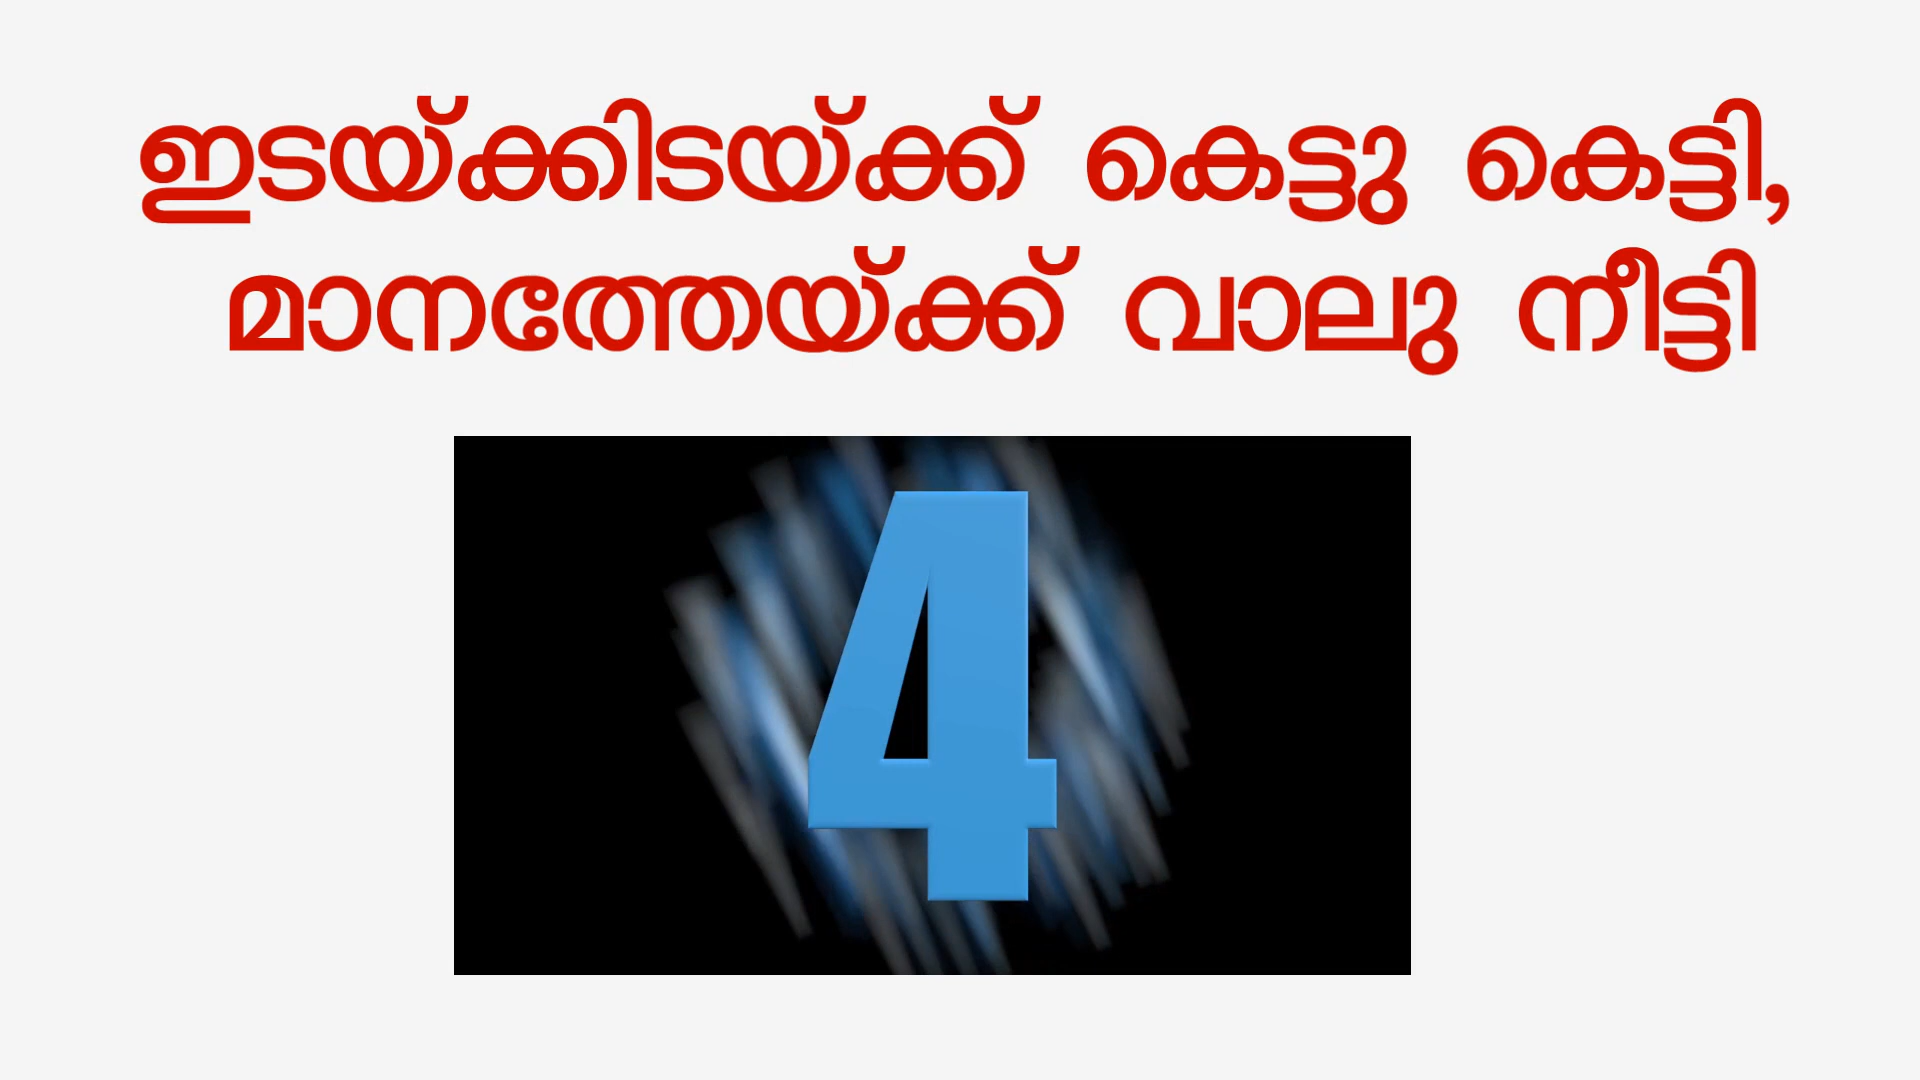 ഇടയ്ക്കിടയ്ക്ക് കെട്ടു കെട്ടി,
മാനത്തേയ്ക്ക് വാലു നീട്ടി
4